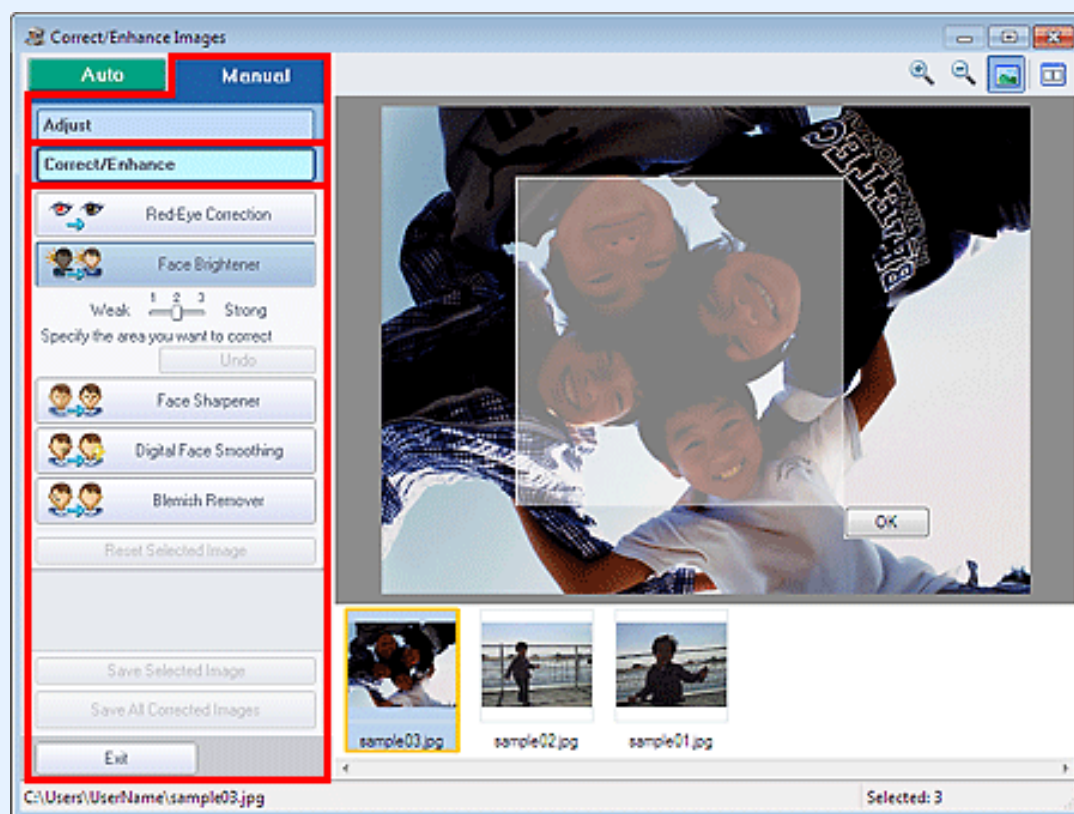 Correct/Enhance Images
Auto
Manual
Adjust
Correct/Enhance
Red-Eye Correction
Face Brightener
1 2 3
Weak Strong
Specify the area you want to correct
Undo
Face Sharpener
Digital Face Smoothing
Blemish Remover
Reset Selected Image
Save Selected Image
Save All Corrected Images
Exit
OK
sample03.jpg
sample02.jpg
sample01.jpg
C:\Users\UserName\sample03.jpg
Selected: 3